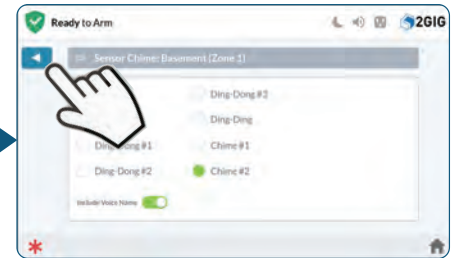 Ready to Arm
2GIG
Sensor Chime: Basement (Zone 1)
Ding-Dong #3
Ding-Ding
Ding-Dong #1
Chime #1
Ding-Dong #2
Chime #2
Include Voice Name